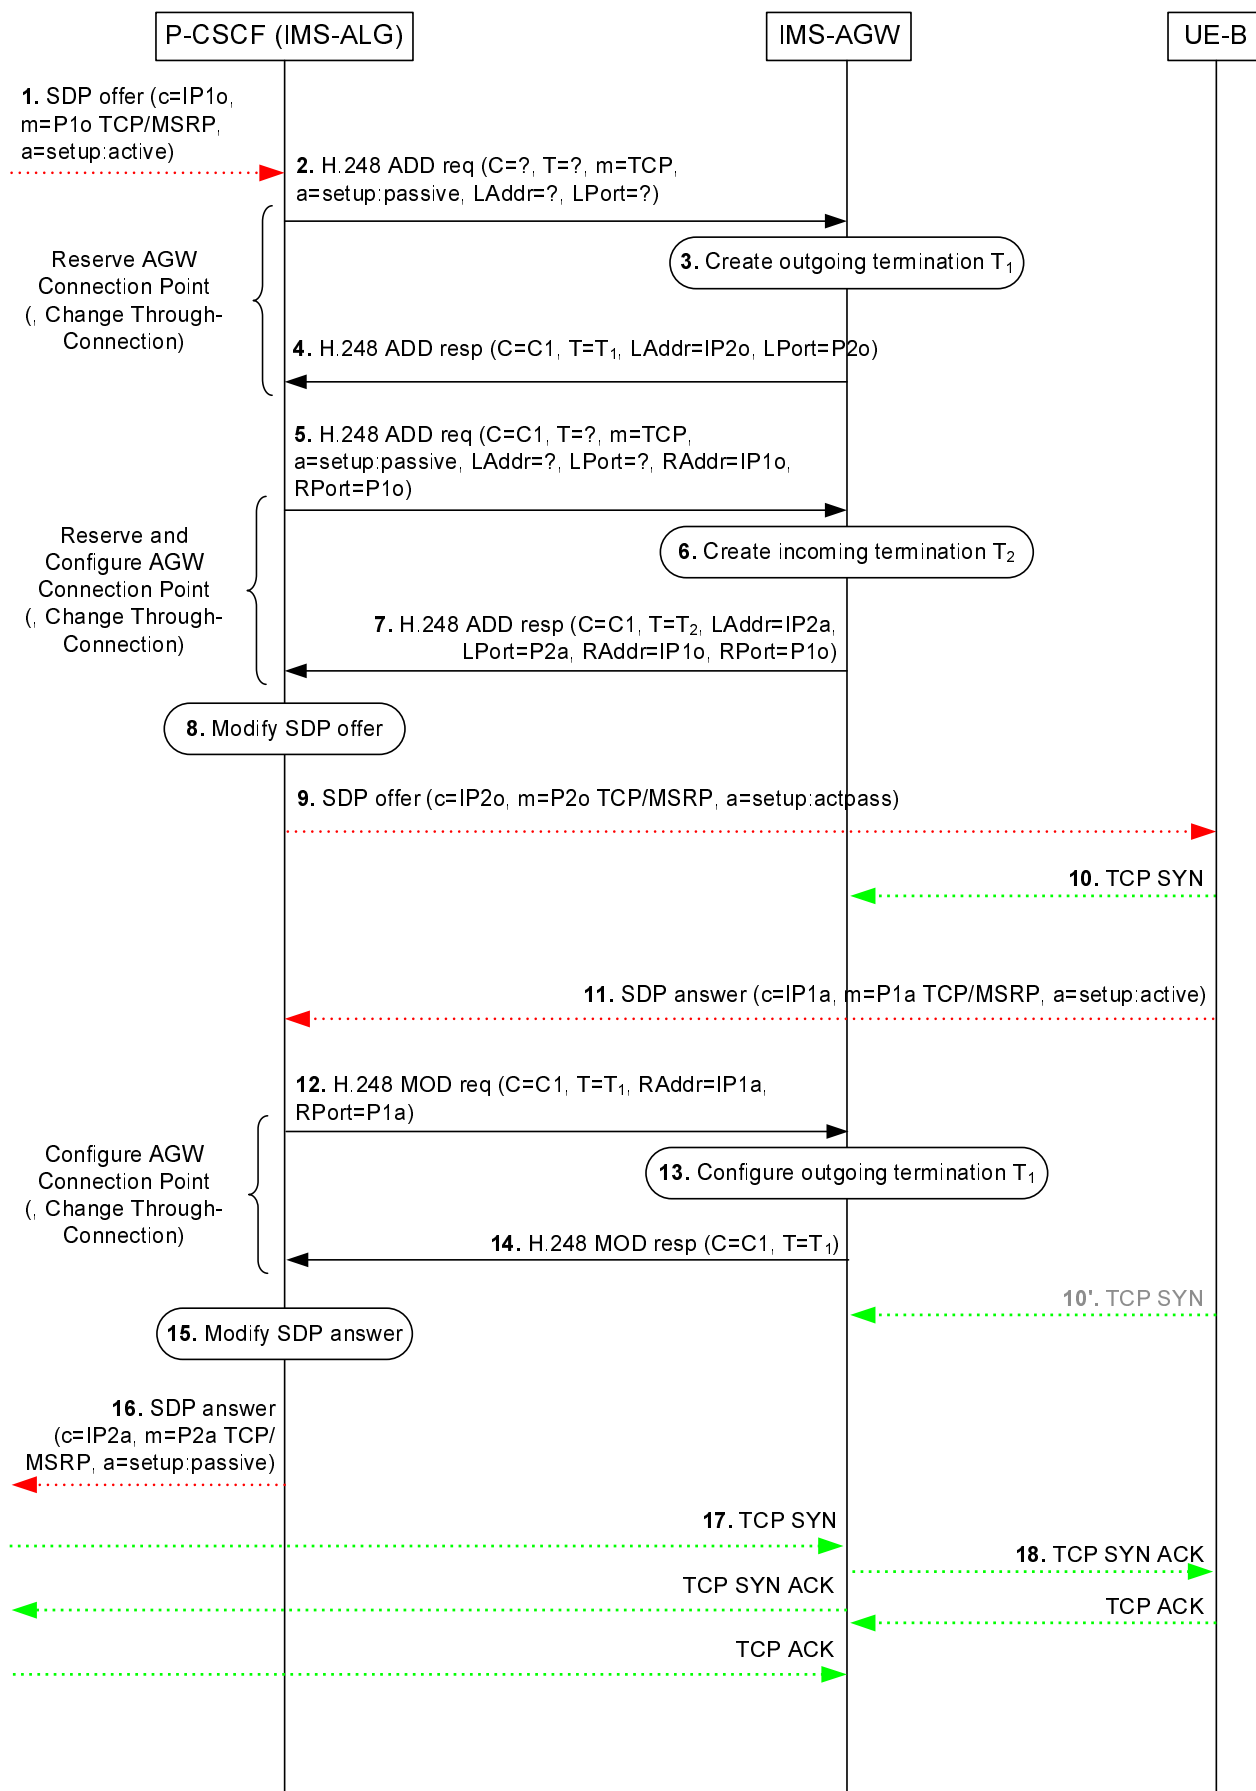 P-CSCF (IMS-ALG)
IMS-AGW
UE-B
1. SDP offer (c=IP1o,
m=P1o TCP/MSRP,
a=setup:active)
2. H.248 ADD req (C=?, T=?, m=TCP,
a=setup:passive, LAddr=?, LPort=?)
3. Create outgoing termination T1
Reserve AGW
Connection Point
(, Change Through-
Connection)
4. H.248 ADD resp (C=C1, T=T1, LAddr=IP2o, LPort=P2o)
5. H.248 ADD req (C=C1, T=?, m=TCP,
a=setup:passive, LAddr=?, LPort=?, RAddr=IP1o,
RPort=P1o)
Reserve and
Configure AGW
Connection Point
(, Change Through-
Connection)
6. Create incoming termination T2
7. H.248 ADD resp (C=C1, T=T2, LAddr=IP2a,
LPort=P2a, RAddr=IP1o, RPort=P1o)
8. Modify SDP offer
9. SDP offer (c=IP2o, m=P2o TCP/MSRP, a=setup:actpass)
10. TCP SYN
11. SDP answer (c=IP1a, m=P1a TCP/MSRP, a=setup:active)
12. H.248 MOD req (C=C1, T=T1, RAddr=IP1a,
RPort=P1a)
Configure AGW
Connection Point
(, Change Through-
Connection)
13. Configure outgoing termination T1
14. H.248 MOD resp (C=C1, T=T1)
10'. TCP SYN
15. Modify SDP answer
16. SDP answer
(c=IP2a, m=P2a TCP/
MSRP, a=setup:passive)
17. TCP SYN
18. TCP SYN ACK
TCP SYN ACK
TCP ACK
TCP ACK